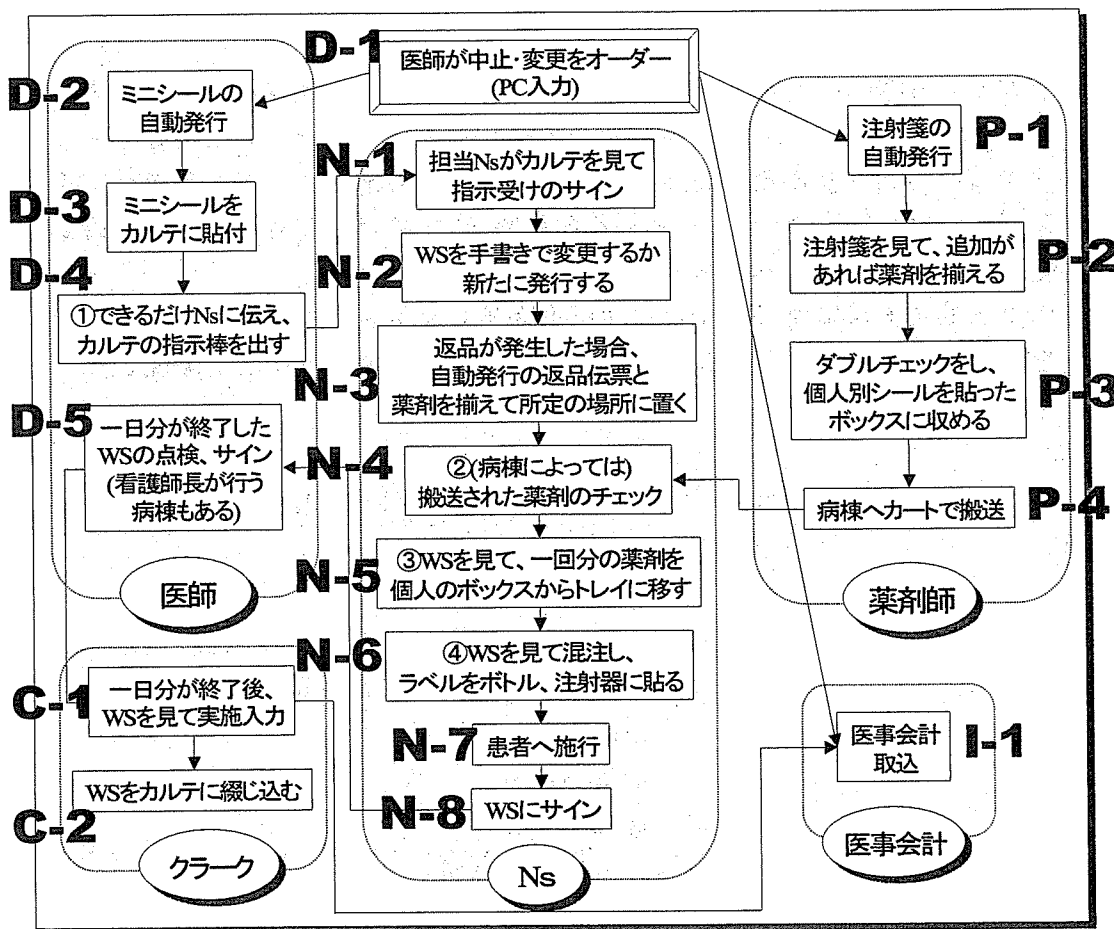 D-1
医師が中止・変更をオーダー
(PC入力)
D-2
ミニシールの
自動発行
D-3
ミニシールを
カルテに貼付
D-4
①できるだけNsに伝え、
カルテの指示棒を出す
D-5
一日分が終了した
WSの点検、サイン
(看護師長が行う
病棟もある)
医師
N-1
担当Nsがカルテを見て
指示受けのサイン
N-2
WSを手書きで変更するか
新たに発行する
N-3
返品が発生した場合、
自動発行の返品伝票と
薬剤を揃えて所定の場所に置く
N-4
②(病棟によっては)
搬送された薬剤のチェック
N-5
③WSを見て、一回分の薬剤を
個人のボックスからトレイに移す
N-6
④WSを見て混注し、
ラベルをボトル、注射器に貼る
N-7
患者へ施行
N-8
WSにサイン
Ns
P-1
注射箋の
自動発行
P-2
注射箋を見て、追加が
あれば薬剤を揃える
P-3
ダブルチェックをし、
個人別シールを貼った
ボックスに収める
P-4
病棟へカートで搬送
薬剤師
C-1
一日分が終了後、
WSを見て実施入力
C-2
WSをカルテに綴じ込む
クラーク
I-1
医事会計
取込
医事会計